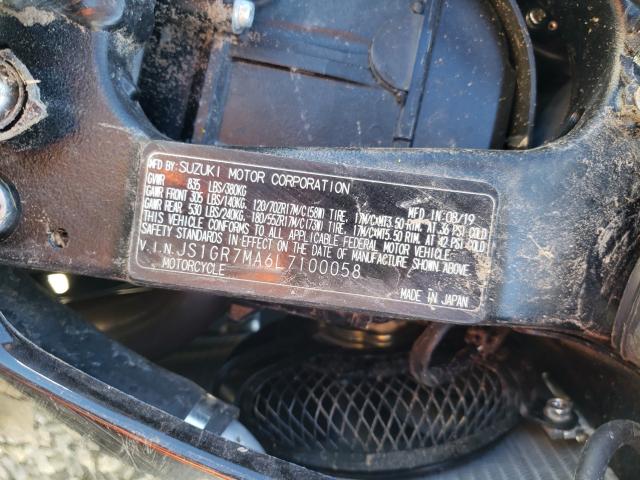 MFD BY: SUZUKI MOTOR CORPORATION
GVWR 835 LBS/380KG MFD IN 08/19
GAWR FRONT 305 LBS/140KG. 120/70ZR17M/C(58W) TIRE. 17M/CxMT3.50 RIM. AT 36 PSI COLD
GAWR REAR 530 LBS/240KG. 180/55ZR17M/C(73W) TIRE. 17M/CxMT5.50 RIM. AT 42 PSI COLD
THIS VEHICLE CONFORMS TO ALL APPLICABLE FEDERAL MOTOR VEHICLE
SAFETY STANDARDS IN EFFECT ON THE DATE OF MANUFACTURE SHOWN ABOVE
V.I.N. JS1GR7MA6L7100058
MOTORCYCLE MADE IN JAPAN